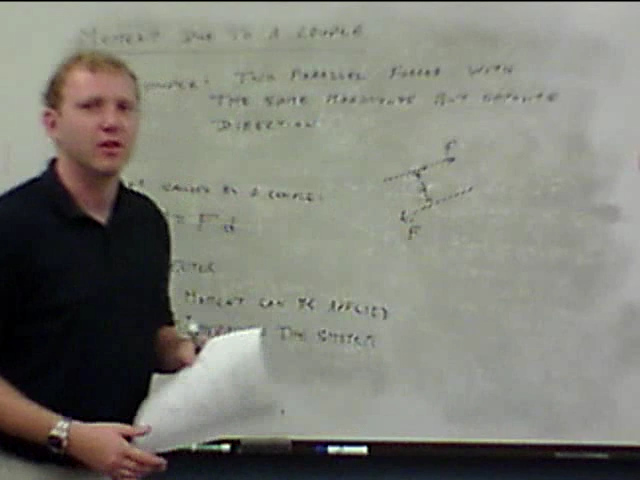 MOMENT DUE TO A COUPLE
TWO PARALLEL FORCES WITH
THE SAME MAGNITUDE BUT OPPOSITE
DIRECTION.
F
CAUSED BY A COUPLE:
= Fd
F
MOMENT CAN BE APPLIED
THE SYSTEM